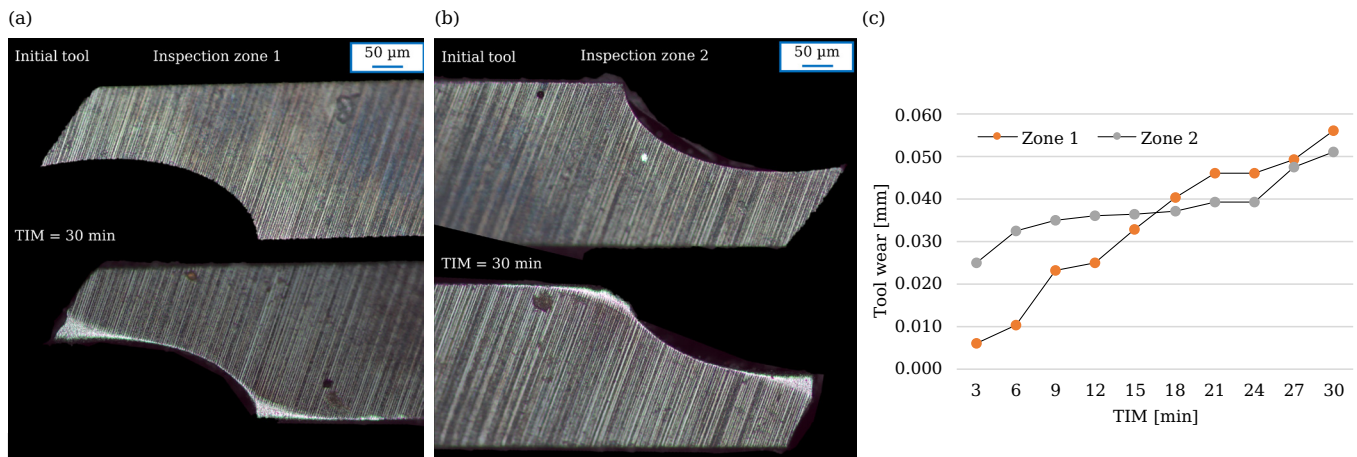 (a)
Initial tool
Inspection zone 1
50 μm
TIM = 30 min
(b)
Initial tool
Inspection zone 2
50 μm
TIM = 30 min
(c)
Tool wear [mm]
0.060
0.050
0.040
0.030
0.020
0.010
0.000
Zone 1
Zone 2
3 6 9 12 15 18 21 24 27 30
TIM [min]